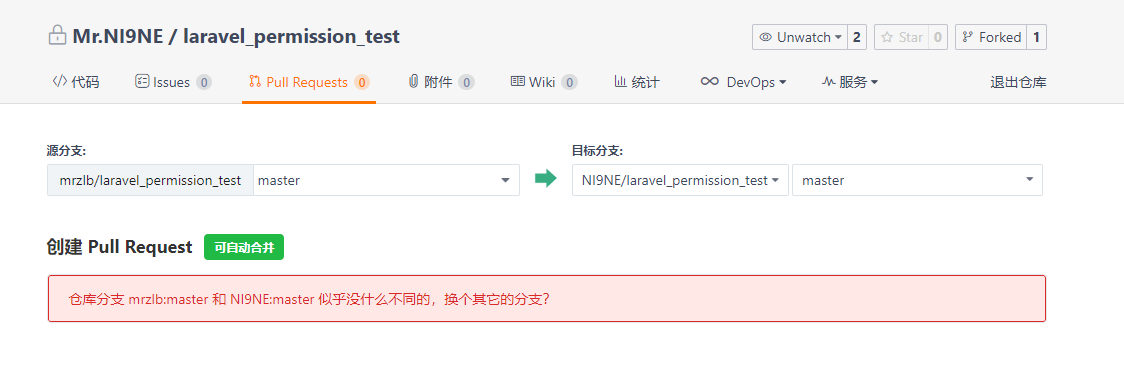 Mr.NI9NE / laravel_permission_test
Unwatch 2 Star 0 Forked 1
代码 Issues 0 Pull Requests 0 附件 0 Wiki 0 统计 DevOps 服务 退出仓库
源分支: 目标分支:
mrzlb/laravel_permission_test master NI9NE/laravel_permission_test master
创建 Pull Request 可自动合并
仓库分支 mrzlb:master 和 NI9NE:master 似乎没什么不同的，换个其它的分支?